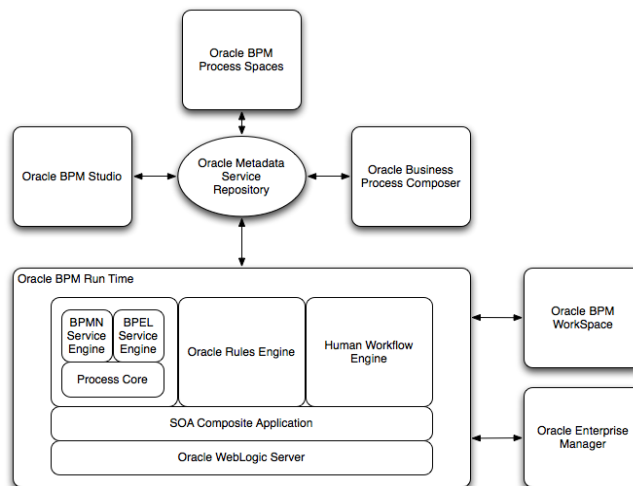 Oracle BPM
Process Spaces
Oracle BPM Studio
Oracle Metadata
Service
Repository
Oracle Business
Process Composer
Oracle BPM Run Time
BPMN
Service
Engine
BPEL
Service
Engine
Process Core
Oracle Rules Engine
Human Workflow
Engine
SOA Composite Application
Oracle WebLogic Server
Oracle BPM
WorkSpace
Oracle Enterprise
Manager